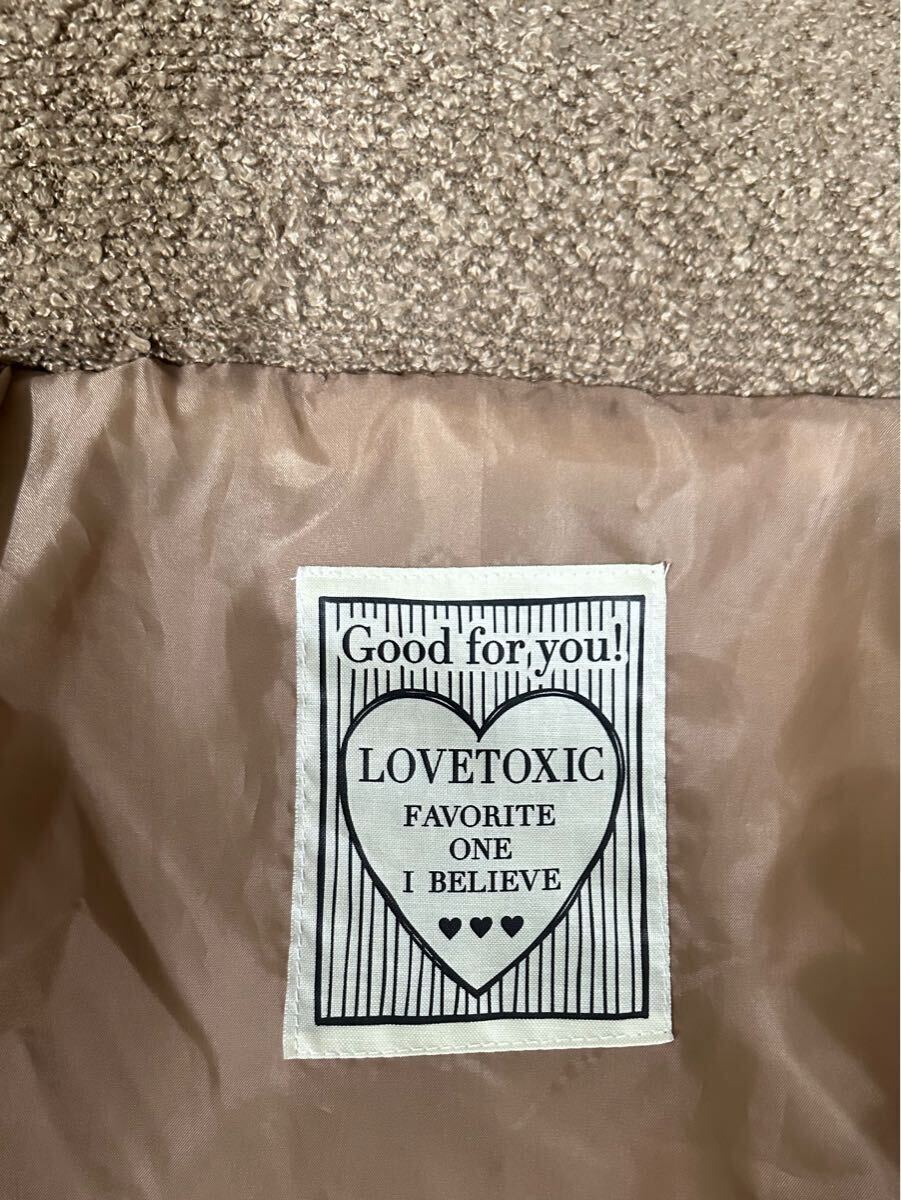 Good for you!
LOVETOXIC
FAVORITE
ONE
I BELIEVE